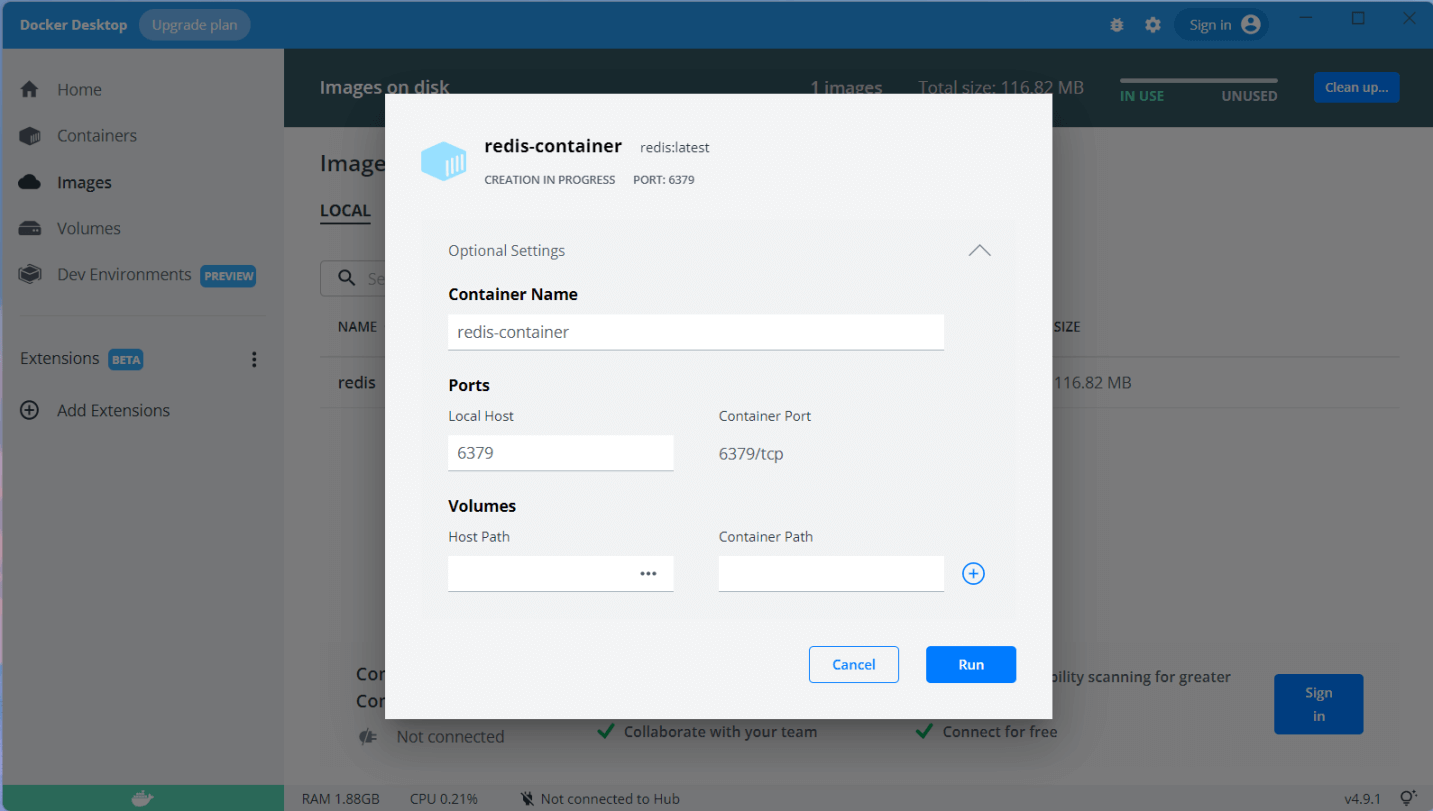 Docker Desktop Upgrade plan Sign in
Home
Containers
Images
Volumes
Dev Environments PREVIEW
Extensions BETA
Add Extensions
Images on disk 1 images Total size: 116.82 MB IN USE UNUSED Clean up...
LOCAL
NAME SIZE
redis 116.82 MB
redis-container redis:latest
CREATION IN PROGRESS PORT: 6379
Optional Settings
Container Name
redis-container
Ports
Local Host Container Port
6379 6379/tcp
Volumes
Host Path Container Path
Cancel Run
scanning for greater
Not connected Collaborate with your team Connect for free
Sign
in
RAM 1.88GB CPU 0.21% Not connected to Hub v4.9.1